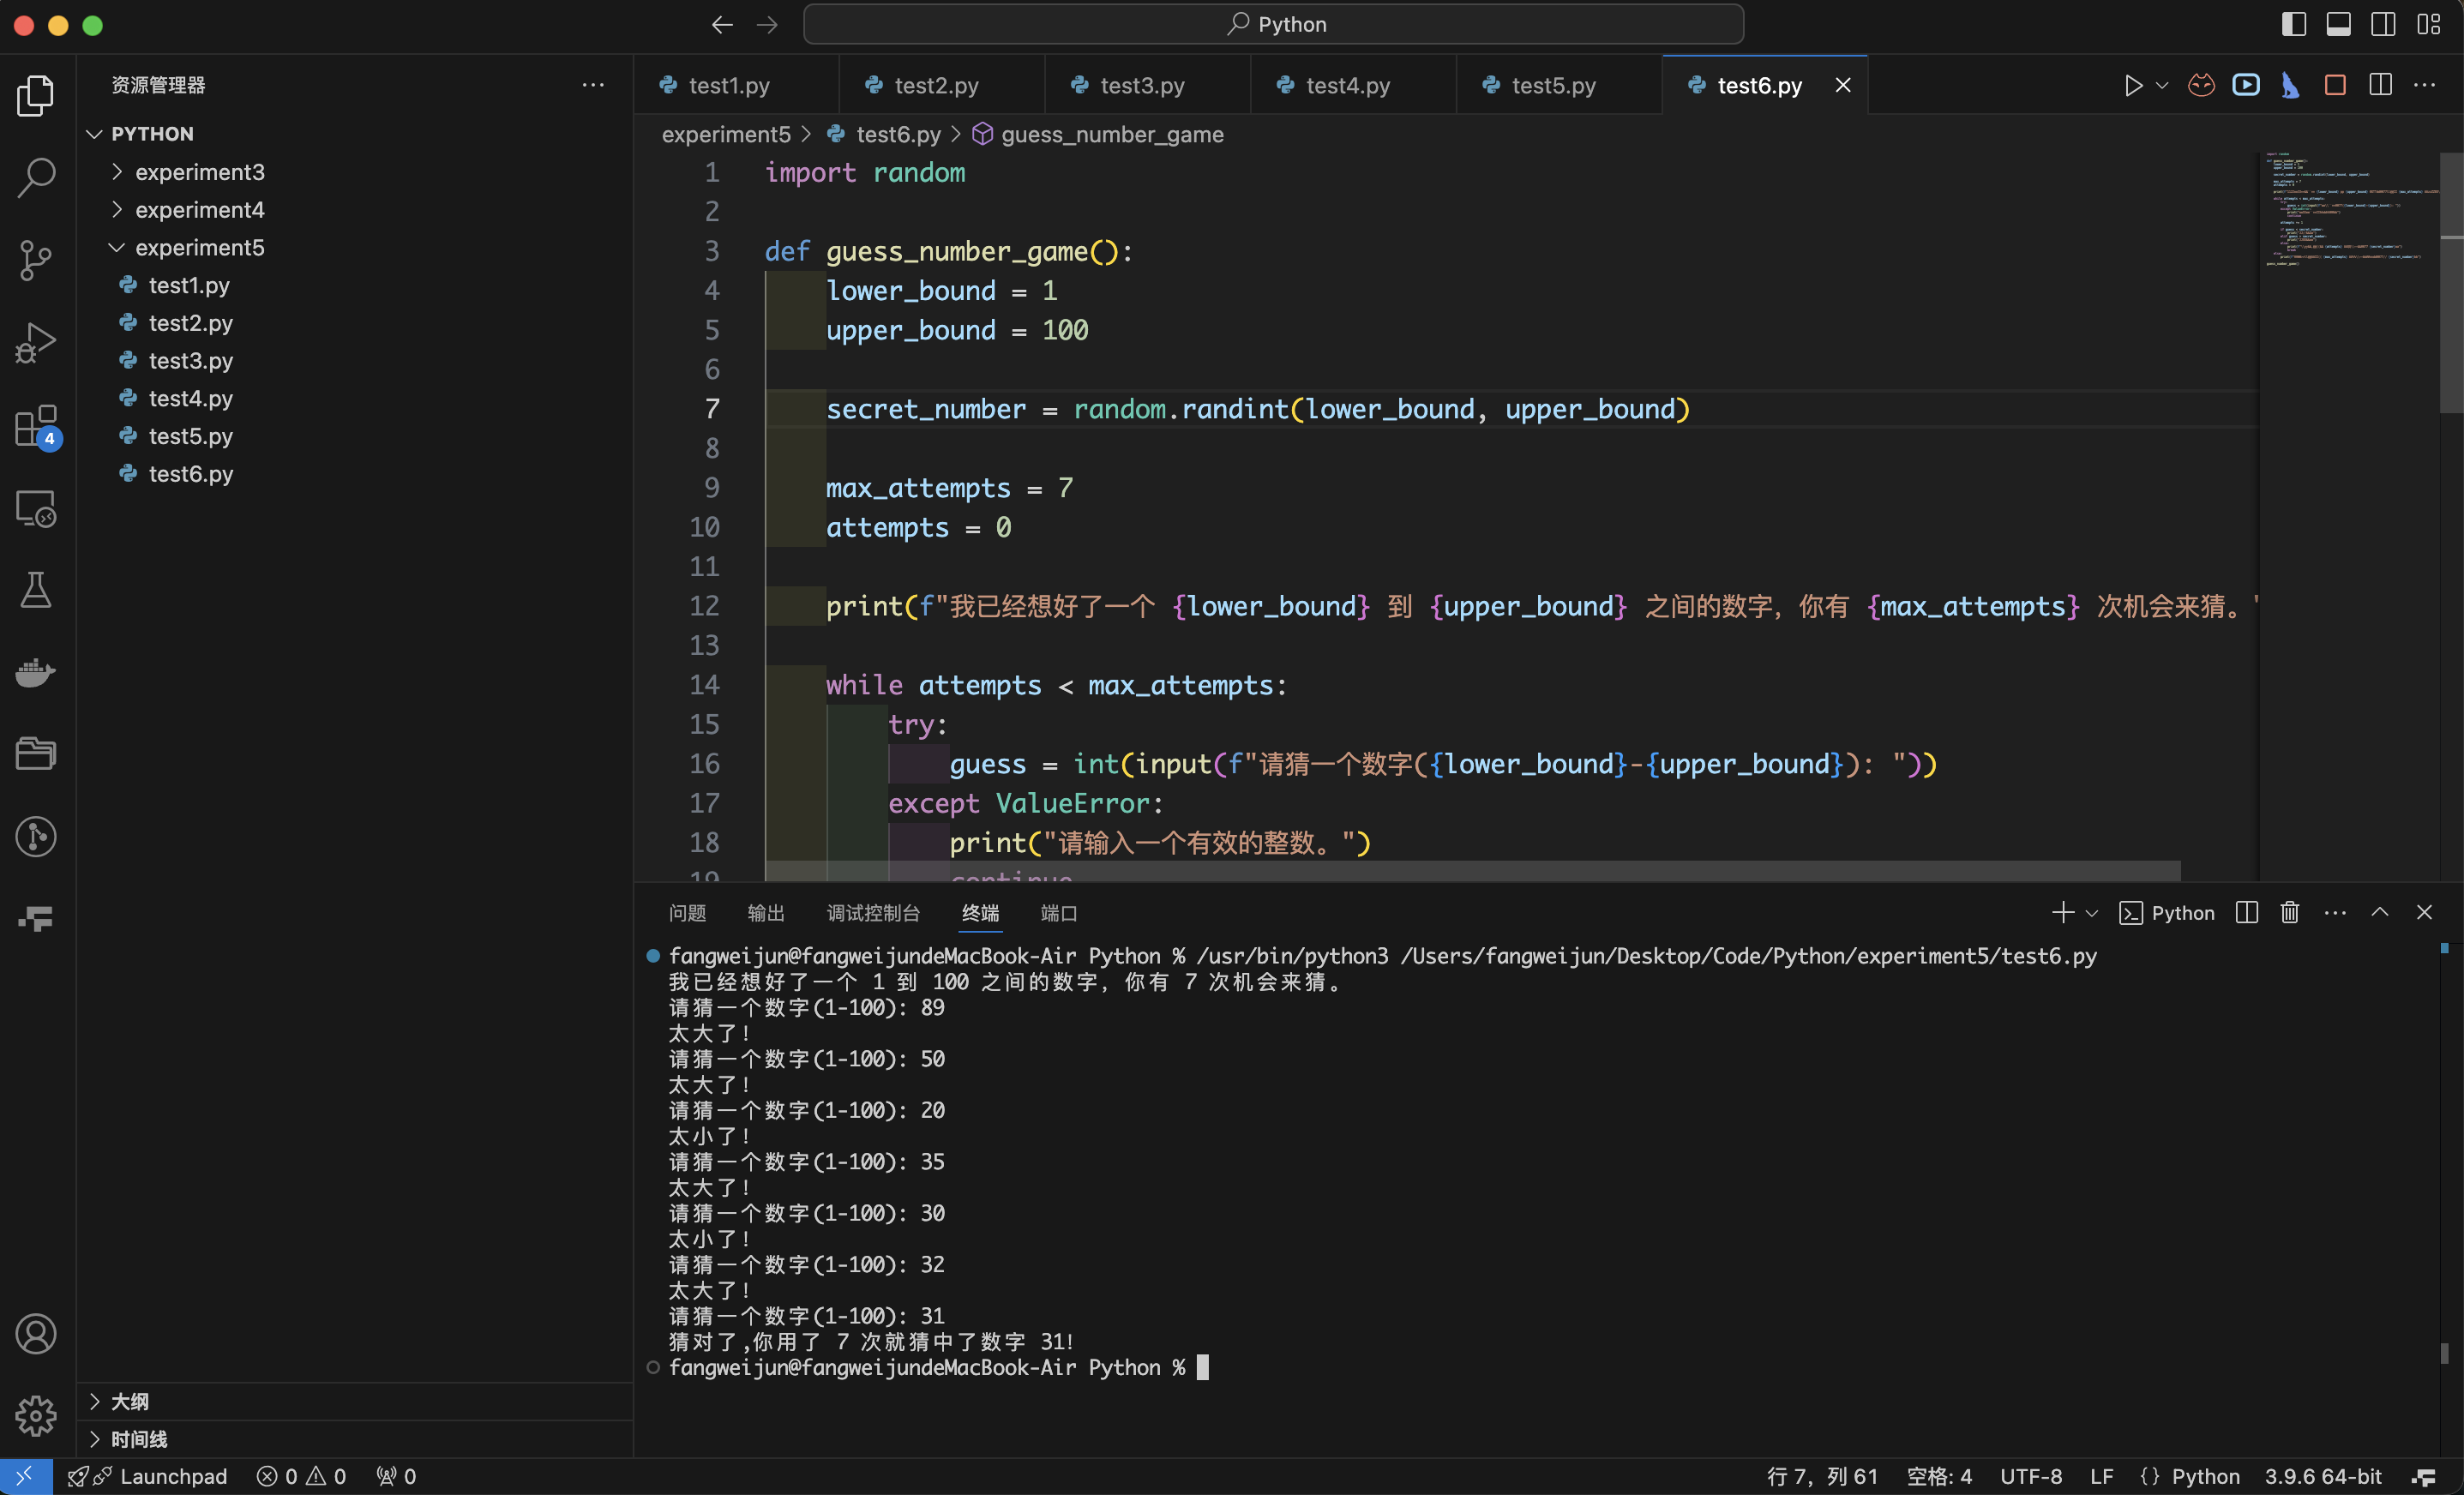 Python
资源管理器
PYTHON
experiment3
experiment4
experiment5
test1.py
test2.py
test3.py
test4.py
test5.py
test6.py
大纲
时间线
test1.py test2.py test3.py test4.py test5.py test6.py
experiment5 > test6.py > guess_number_game
1 import random
2
3 def guess_number_game():
4 lower_bound = 1
5 upper_bound = 100
6
7 secret_number = random.randint(lower_bound, upper_bound)
8
9 max_attempts = 7
10 attempts = 0
11
12 print(f"我已经想好了一个 {lower_bound} 到 {upper_bound} 之间的数字，你有 {max_attempts} 次机会来猜。"
13
14 while attempts < max_attempts:
15 try:
16 guess = int(input(f"请猜一个数字({lower_bound}-{upper_bound}): "))
17 except ValueError:
18 print("请输入一个有效的整数。")
19 continue
问题 输出 调试控制台 终端 端口 Python
fangweijun@fangweijundeMacBook-Air Python % /usr/bin/python3 /Users/fangweijun/Desktop/Code/Python/experiment5/test6.py
我已经想好了一个 1 到 100 之间的数字，你有 7 次机会来猜。
请猜一个数字(1-100): 89
太大了!
请猜一个数字(1-100): 50
太大了!
请猜一个数字(1-100): 20
太小了!
请猜一个数字(1-100): 35
太大了!
请猜一个数字(1-100): 30
太小了!
请猜一个数字(1-100): 32
太大了!
请猜一个数字(1-100): 31
猜对了,你用了 7 次就猜中了数字 31!
fangweijun@fangweijundeMacBook-Air Python %
4
Launchpad 0 0 0 行 7，列 61 空格: 4 UTF-8 LF {} Python 3.9.6 64-bit